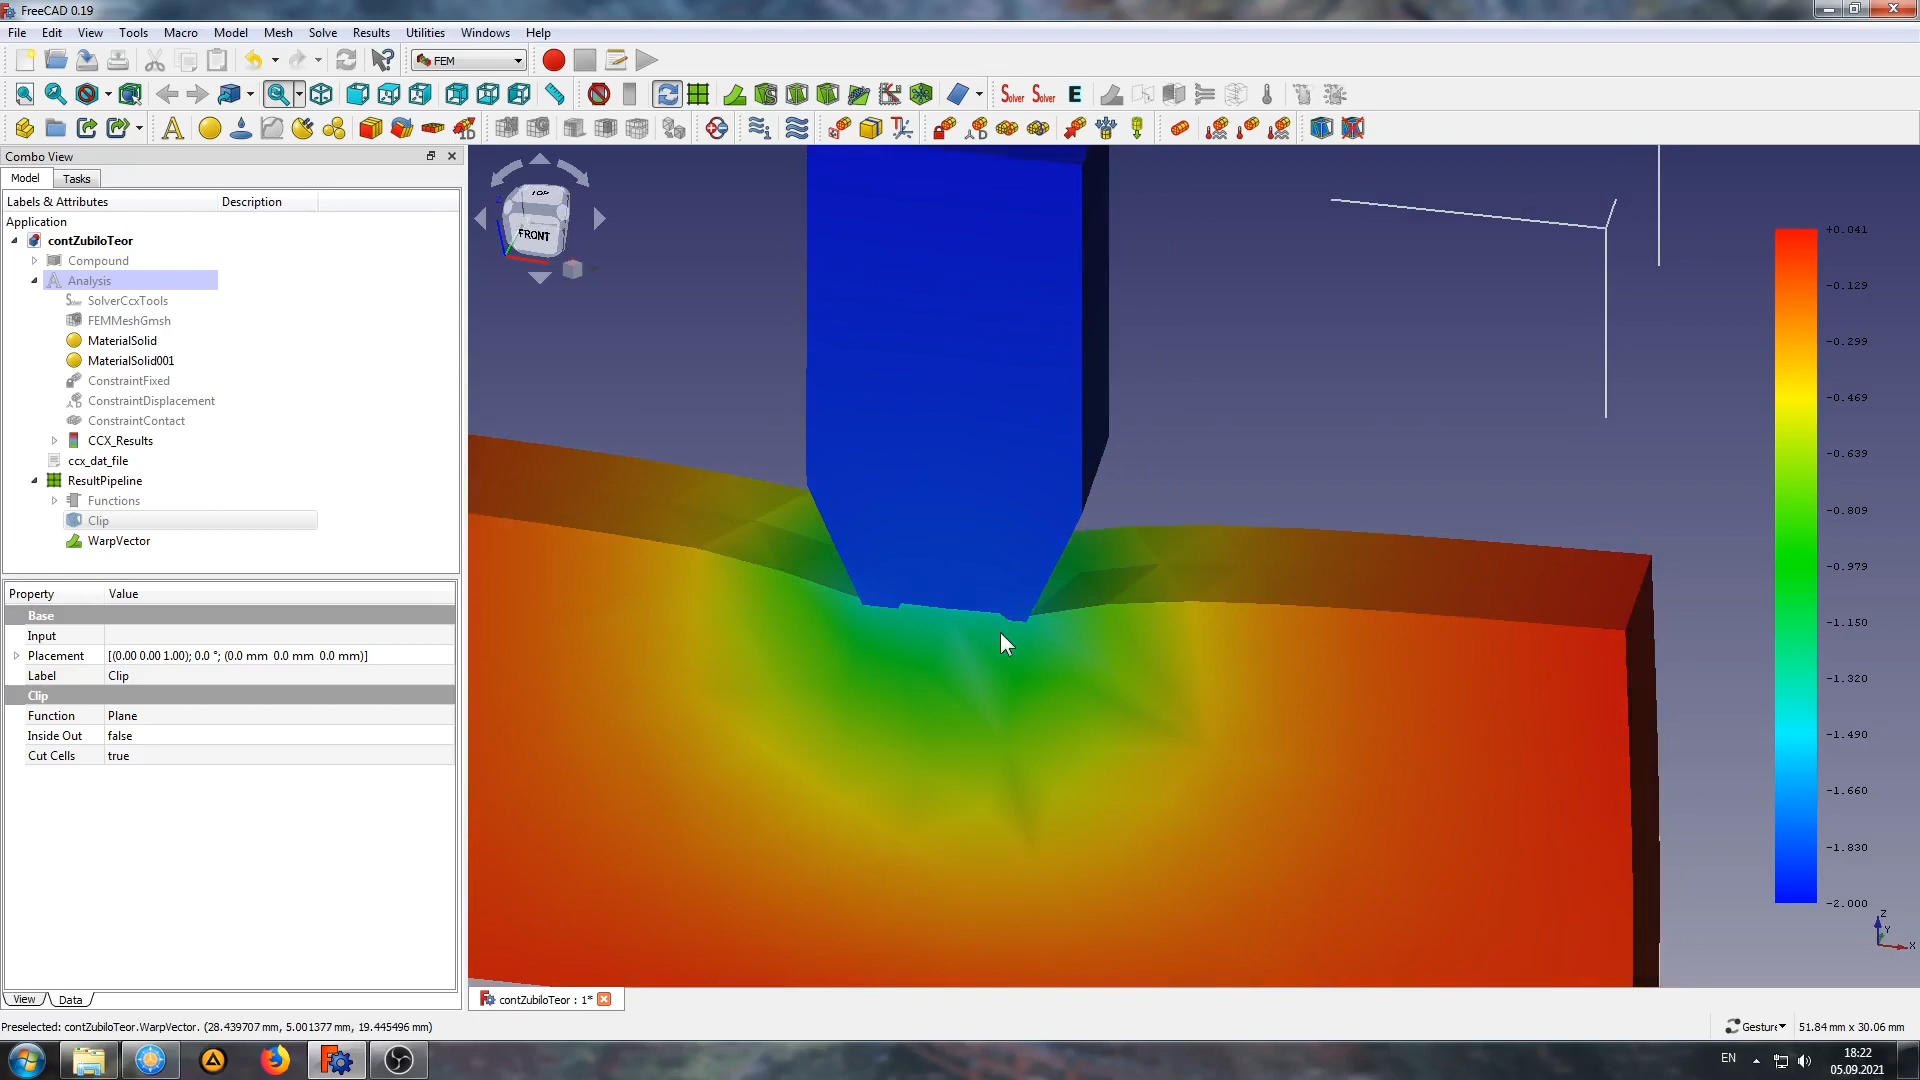 FreeCAD 0.19
File Edit View Tools Macro Model Mesh Solve Results Utilities Windows Help
FEM
Solver Solver E
A 1D
Combo View
Model Tasks
Labels & Attributes Description
Application
contZubiloTeor
Compound
Analysis
SolverCcxTools
FEMMeshGmsh
MaterialSolid
MaterialSolid001
ConstraintFixed
ConstraintDisplacement
ConstraintContact
CCX_Results
ccx_dat_file
ResultPipeline
Functions
Clip
WarpVector
Property Value
Base
Input
Placement [(0.00 0.00 1.00); 0.0 °; (0.0 mm 0.0 mm 0.0 mm)]
Label Clip
Clip
Function Plane
Inside Out false
Cut Cells true
View Data
TOP
FRONT
Z
+0.041
-0.129
-0.299
-0.469
-0.639
-0.809
-0.979
-1.150
-1.320
-1.490
-1.660
-1.830
-2.000
Z
Y
X
contZubiloTeor : 1*
Preselected: contZubiloTeor.WarpVector. (28.439707 mm, 5.001377 mm, 19.445496 mm)
Gesture 51.84 mm x 30.06 mm
EN
18:22
05.09.2021